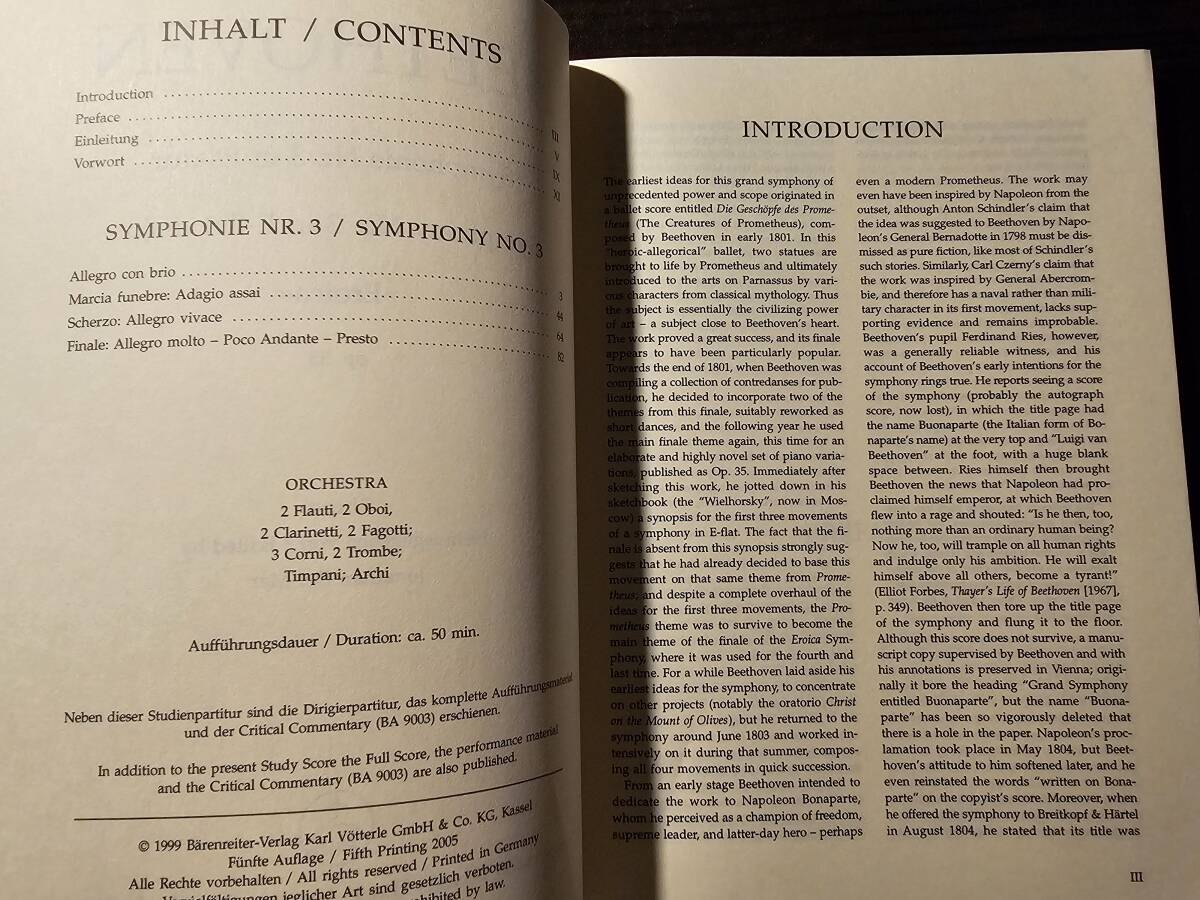 INHALT / CONTENTS
Introduction ........ III
Preface ........ V
Einleitung ........ IX
Vorwort ........ XI
SYMPHONIE NR. 3 / SYMPHONY NO. 3
Allegro con brio ........ 3
Marcia funebre: Adagio assai ........ 44
Scherzo: Allegro vivace ........ 64
Finale: Allegro molto – Poco Andante – Presto ........ 82
ORCHESTRA
2 Flauti, 2 Oboi,
2 Clarinetti, 2 Fagotti;
3 Corni, 2 Trombe;
Timpani; Archi
Aufführungsdauer / Duration: ca. 50 min.
Neben dieser Studienpartitur sind die Dirigierpartitur, das komplette Aufführungsmaterial
und der Critical Commentary (BA 9003) erschienen.
In addition to the present Study Score the Full Score, the performance material
and the Critical Commentary (BA 9003) are also published.
© 1999 Bärenreiter-Verlag Karl Vötterle GmbH & Co. KG, Kassel
Fünfte Auflage / Fifth Printing 2005
Alle Rechte vorbehalten / All rights reserved / Printed in Germany
Vervielfältigungen jeglicher Art sind gesetzlich verboten.
by law.
INTRODUCTION
The earliest ideas for this grand symphony of
unprecedented power and scope originated in
a ballet score entitled Die Geschöpfe des Prome-
theus (The Creatures of Prometheus), com-
posed by Beethoven in early 1801. In this
"heroic-allegorical" ballet, two statues are
brought to life by Prometheus and ultimately
introduced to the arts on Parnassus by vari-
ous characters from classical mythology. Thus
the subject is essentially the civilizing power
of art – a subject close to Beethoven's heart.
The work proved a great success, and its finale
appears to have been particularly popular.
Towards the end of 1801, when Beethoven was
compiling a collection of contredanses for pub-
lication, he decided to incorporate two of the
themes from this finale, suitably reworked as
short dances, and the following year he used
the main finale theme again, this time for an
elaborate and highly novel set of piano varia-
tions, published as Op. 35. Immediately after
sketching this work, he jotted down in his
sketchbook (the "Wielhorsky", now in Mos-
cow) a synopsis for the first three movements
of a symphony in E-flat. The fact that the fi-
nale is absent from this synopsis strongly sug-
gests that he had already decided to base this
movement on that same theme from Prome-
theus; and despite a complete overhaul of the
ideas for the first three movements, the Pro-
metheus theme was to survive to become the
main theme of the finale of the Eroica Sym-
phony, where it was used for the fourth and
last time. For a while Beethoven laid aside his
earliest ideas for the symphony, to concentrate
on other projects (notably the oratorio Christ
on the Mount of Olives), but he returned to the
symphony around June 1803 and worked in-
tensively on it during that summer, compos-
ing all four movements in quick succession.
From an early stage Beethoven intended to
dedicate the work to Napoleon Bonaparte,
whom he perceived as a champion of freedom,
supreme leader, and latter-day hero – perhaps
even a modern Prometheus. The work may
even have been inspired by Napoleon from the
outset, although Anton Schindler's claim that
the idea was suggested to Beethoven by Napo-
leon's General Bernadotte in 1798 must be dis-
missed as pure fiction, like most of Schindler's
such stories. Similarly, Carl Czerny's claim that
the work was inspired by General Abercrom-
bie, and therefore has a naval rather than mili-
tary character in its first movement, lacks sup-
porting evidence and remains improbable.
Beethoven's pupil Ferdinand Ries, however,
was a generally reliable witness, and his
account of Beethoven's early intentions for the
symphony rings true. He reports seeing a score
of the symphony (probably the autograph
score, now lost), in which the title page had
the name Buonaparte (the Italian form of Bo-
naparte's name) at the very top and "Luigi van
Beethoven" at the foot, with a huge blank
space between. Ries himself then brought
Beethoven the news that Napoleon had pro-
claimed himself emperor, at which Beethoven
flew into a rage and shouted: "Is he then, too,
nothing more than an ordinary human being?
Now he, too, will trample on all human rights
and indulge only his ambition. He will exalt
himself above all others, become a tyrant!"
(Elliot Forbes, Thayer's Life of Beethoven [1967],
p. 349). Beethoven then tore up the title page
of the symphony and flung it to the floor.
Although this score does not survive, a manu-
script copy supervised by Beethoven and with
his annotations is preserved in Vienna; origi-
nally it bore the heading "Grand Symphony
entitled Buonaparte", but the name "Buona-
parte" has been so vigorously deleted that
there is a hole in the paper. Napoleon's proc-
lamation took place in May 1804, but Beet-
hoven's attitude to him softened later, and he
even reinstated the words "written on Bona-
parte" on the copyist's score. Moreover, when
he offered the symphony to Breitkopf & Härtel
in August 1804, he stated that its title was
III